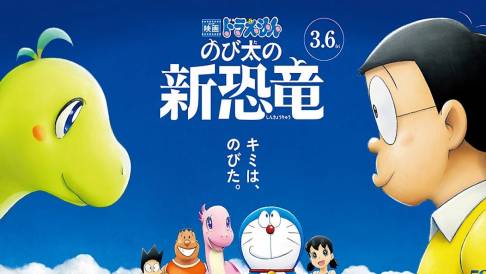 映画
ドラえもん
3.6
のび太の
新恐竜
しんきょうりゅう
キミは、
のびた。